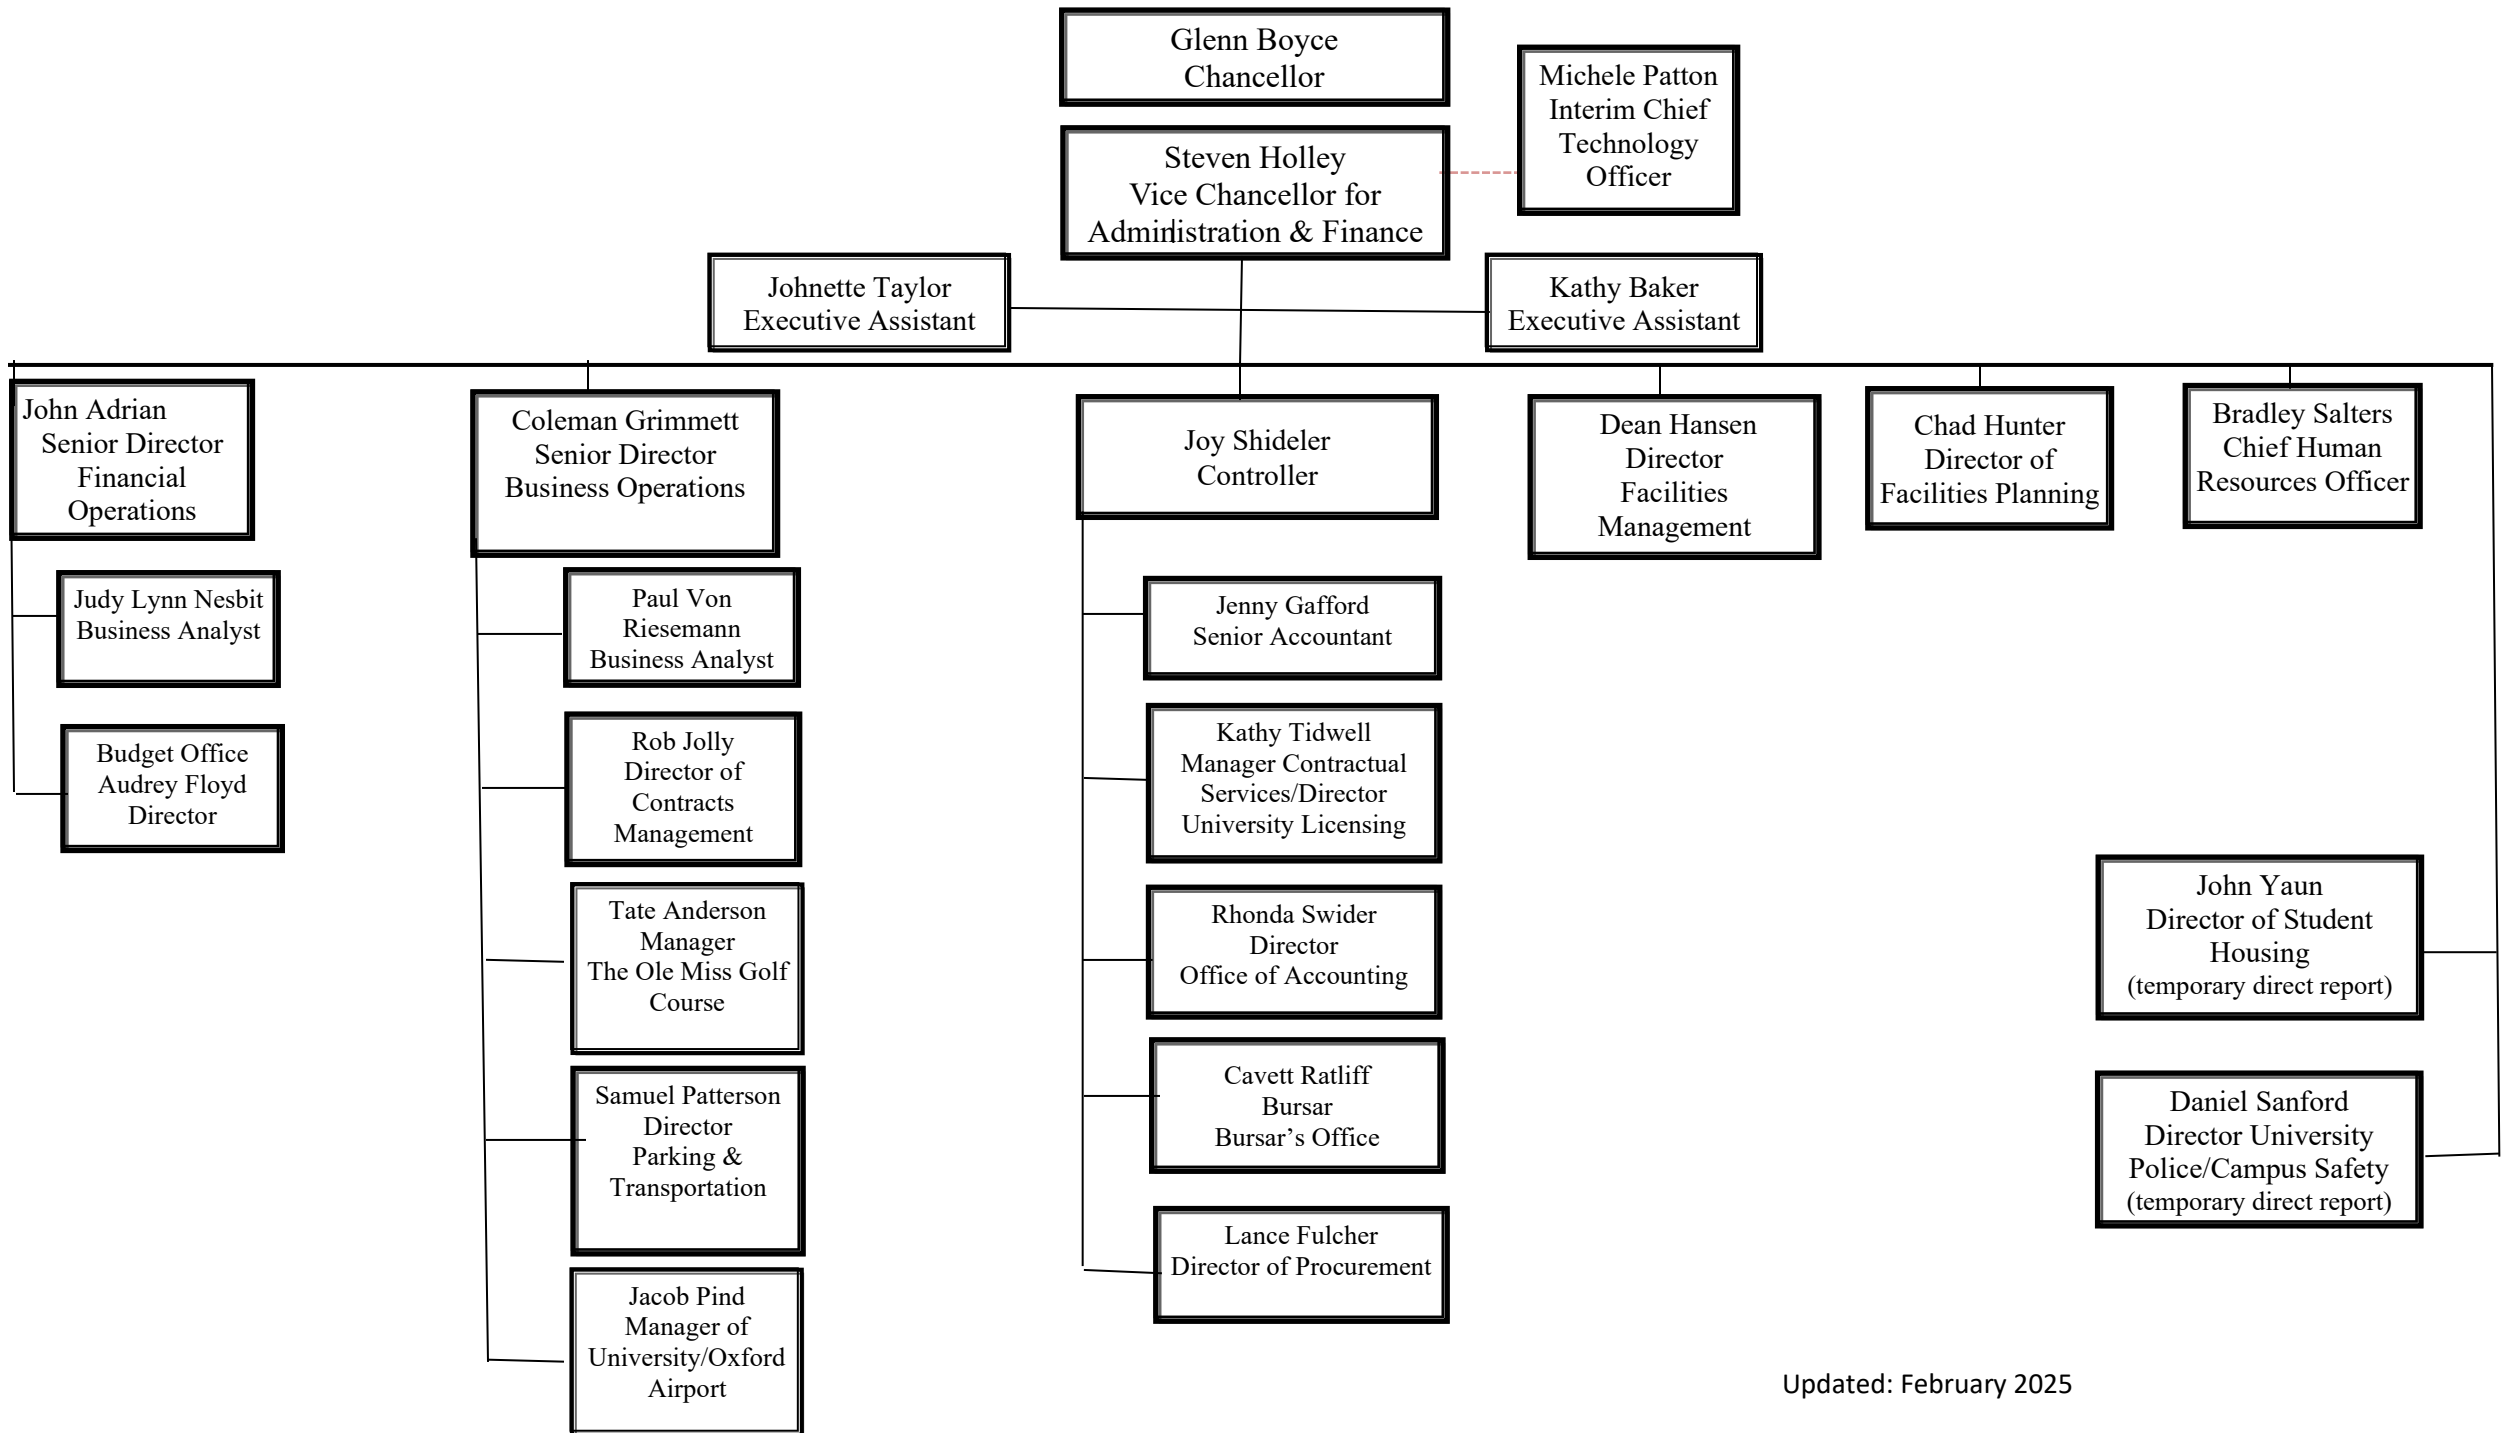 Glenn Boyce
Chancellor
Michele Patton
Interim Chief
Technology
Officer
Steven Holley
Vice Chancellor for
Administration & Finance
Johnette Taylor
Executive Assistant
Kathy Baker
Executive Assistant
John Adrian
Senior Director
Financial
Operations
Coleman Grimmett
Senior Director
Business Operations
Joy Shideler
Controller
Dean Hansen
Director
Facilities
Management
Chad Hunter
Director of
Facilities Planning
Bradley Salters
Chief Human
Resources Officer
Judy Lynn Nesbit
Business Analyst
Budget Office
Audrey Floyd
Director
Paul Von
Riesemann
Business Analyst
Rob Jolly
Director of
Contracts
Management
Tate Anderson
Manager
The Ole Miss Golf
Course
Samuel Patterson
Director
Parking &
Transportation
Jacob Pind
Manager of
University/Oxford
Airport
Jenny Gafford
Senior Accountant
Kathy Tidwell
Manager Contractual
Services/Director
University Licensing
Rhonda Swider
Director
Office of Accounting
Cavett Ratliff
Bursar
Bursar’s Office
Lance Fulcher
Director of Procurement
John Yaun
Director of Student
Housing
(temporary direct report)
Daniel Sanford
Director University
Police/Campus Safety
(temporary direct report)
Updated: February 2025